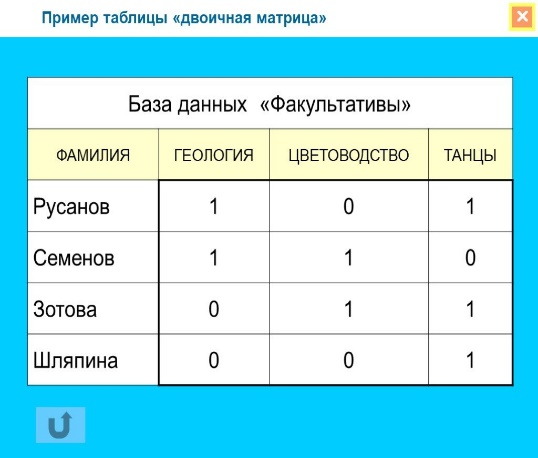 Пример таблицы «двоичная матрица»
База данных «Факультативы»
ФАМИЛИЯ ГЕОЛОГИЯ ЦВЕТОВОДСТВО ТАНЦЫ
Русанов 1 0 1
Семенов 1 1 0
Зотова 0 1 1
Шляпина 0 0 1